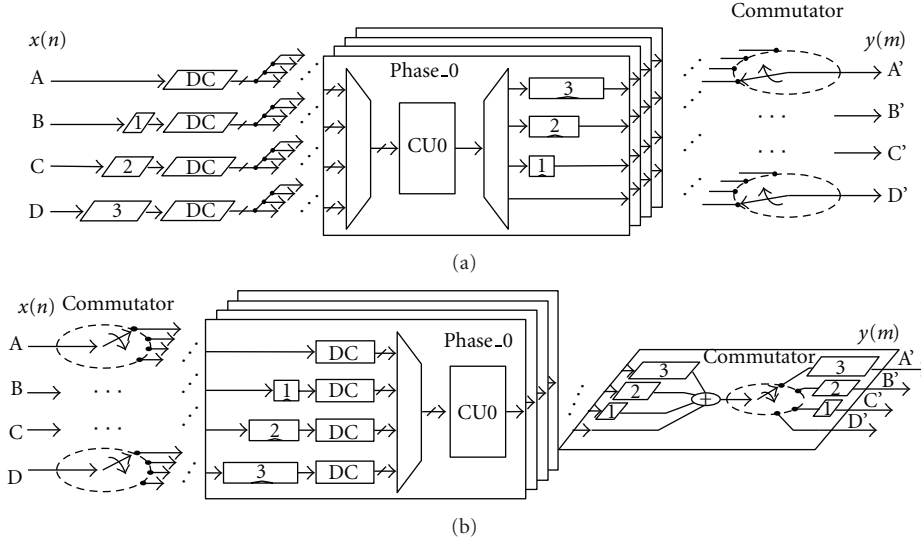 Commutator
x(n)
y(m)
Phase_0
A
DC
3
A'
B
1
DC
CU0
2
B'
C
2
DC
1
C'
D
3
DC
D'
(a)
x(n)
Commutator
Phase_0
y(m)
A
DC
Commutator
3
3
A'
B
1
DC
CU0
2
2
B'
1
+
1
C'
C
2
DC
D'
D
3
DC
(b)